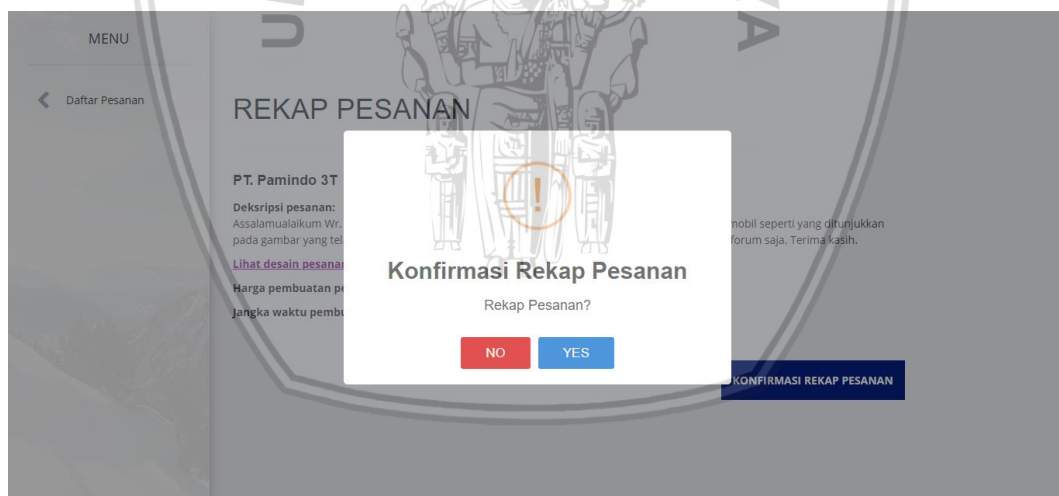 MENU
Daftar Pesanan
REKAP PESANAN
PT. Pamindo 3T
Deksripsi pesanan:
Assalamualaikum Wr. mobil seperti yang ditunjukkan
pada gambar yang tel forum saja. Terima kasih.
Lihat desain pesanan
Harga pembuatan pe
Jangka waktu pembu
!
Konfirmasi Rekap Pesanan
Rekap Pesanan?
NO YES
KONFIRMASI REKAP PESANAN
U
YA